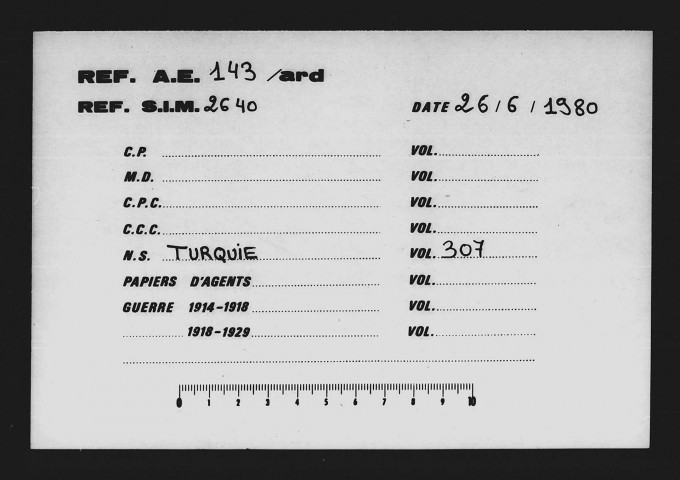 REF. A.E. 143 /ard
REF. S.I.M. 2640 DATE 26 / 6 / 1980
C.P. VOL.
M.D. VOL.
C.P.C. VOL.
C.C.C. VOL.
N.S. TURQUIE VOL. 307
PAPIERS D'AGENTS VOL.
GUERRE 1914-1918 VOL.
1918-1929 VOL.
0 1 2 3 4 5 6 7 8 9 10